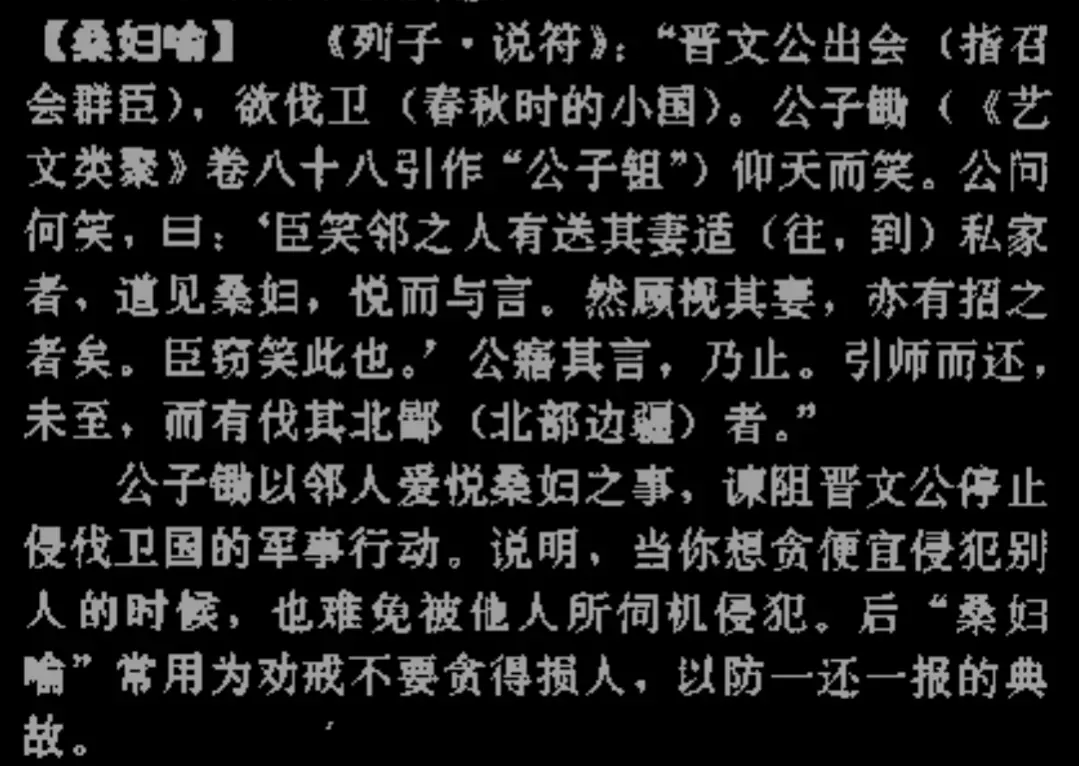 【桑妇喻】 《列子·说符》：“晋文公出会（指召
会群臣），欲伐卫（春秋时的小国）。公子锄（《艺
文类聚》卷八十八引作“公子鉏”）仰天而笑。公问
何笑，曰：‘臣笑邻之人有送其妻适（往，到）私家
者，道见桑妇，悦而与言。然顾视其妻，亦有招之
者矣。臣窃笑此也。’公寤其言，乃止。引师而还，
未至，而有伐其北鄙（北部边疆）者。”
公子锄以邻人爱悦桑妇之事，谏阻晋文公停止
侵伐卫国的军事行动。说明，当你想贪便宜侵犯别
人的时候，也难免被他人所伺机侵犯。后“桑妇
喻”常用为劝戒不要贪得损人，以防一还一报的典
故。